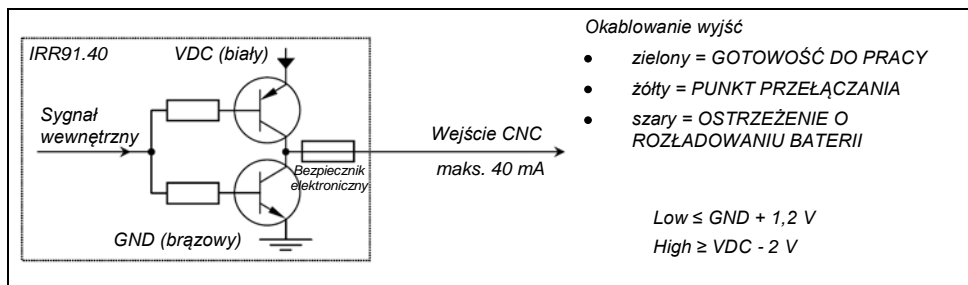 IRR91.40
VDC (biały)
Sygnał
wewnętrzny
Wejście CNC
maks. 40 mA
Bezpiecznik
elektroniczny
GND (brązowy)
Okablowanie wyjść
● zielony = GOTOWOŚĆ DO PRACY
● żółty = PUNKT PRZEŁĄCZANIA
● szary = OSTRZEŻENIE O
ROZŁADOWANIU BATERII
Low ≤ GND + 1,2 V
High ≥ VDC - 2 V